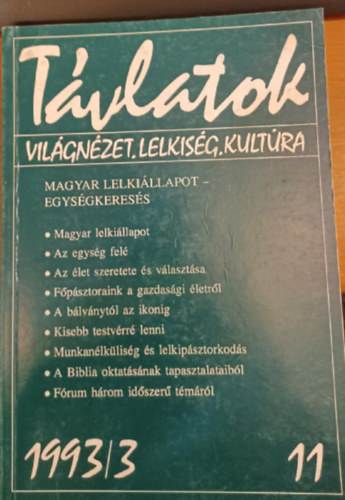 Távlatok
VILÁGNÉZET.LELKISÉG.KULTÚRA
MAGYAR LELKIÁLLAPOT –
EGYSÉGKERESÉS
• Magyar lelkiállapot
• Az egység felé
• Az élet szeretete és választása
• Főpásztoraink a gazdasági életről
• A bálványtól az ikonig
• Kisebb testvérré lenni
• Munkanélküliség és lelkipásztorkodás
• A Biblia oktatásának tapasztalataiból
• Fórum három időszerű témáról
1993/3 11